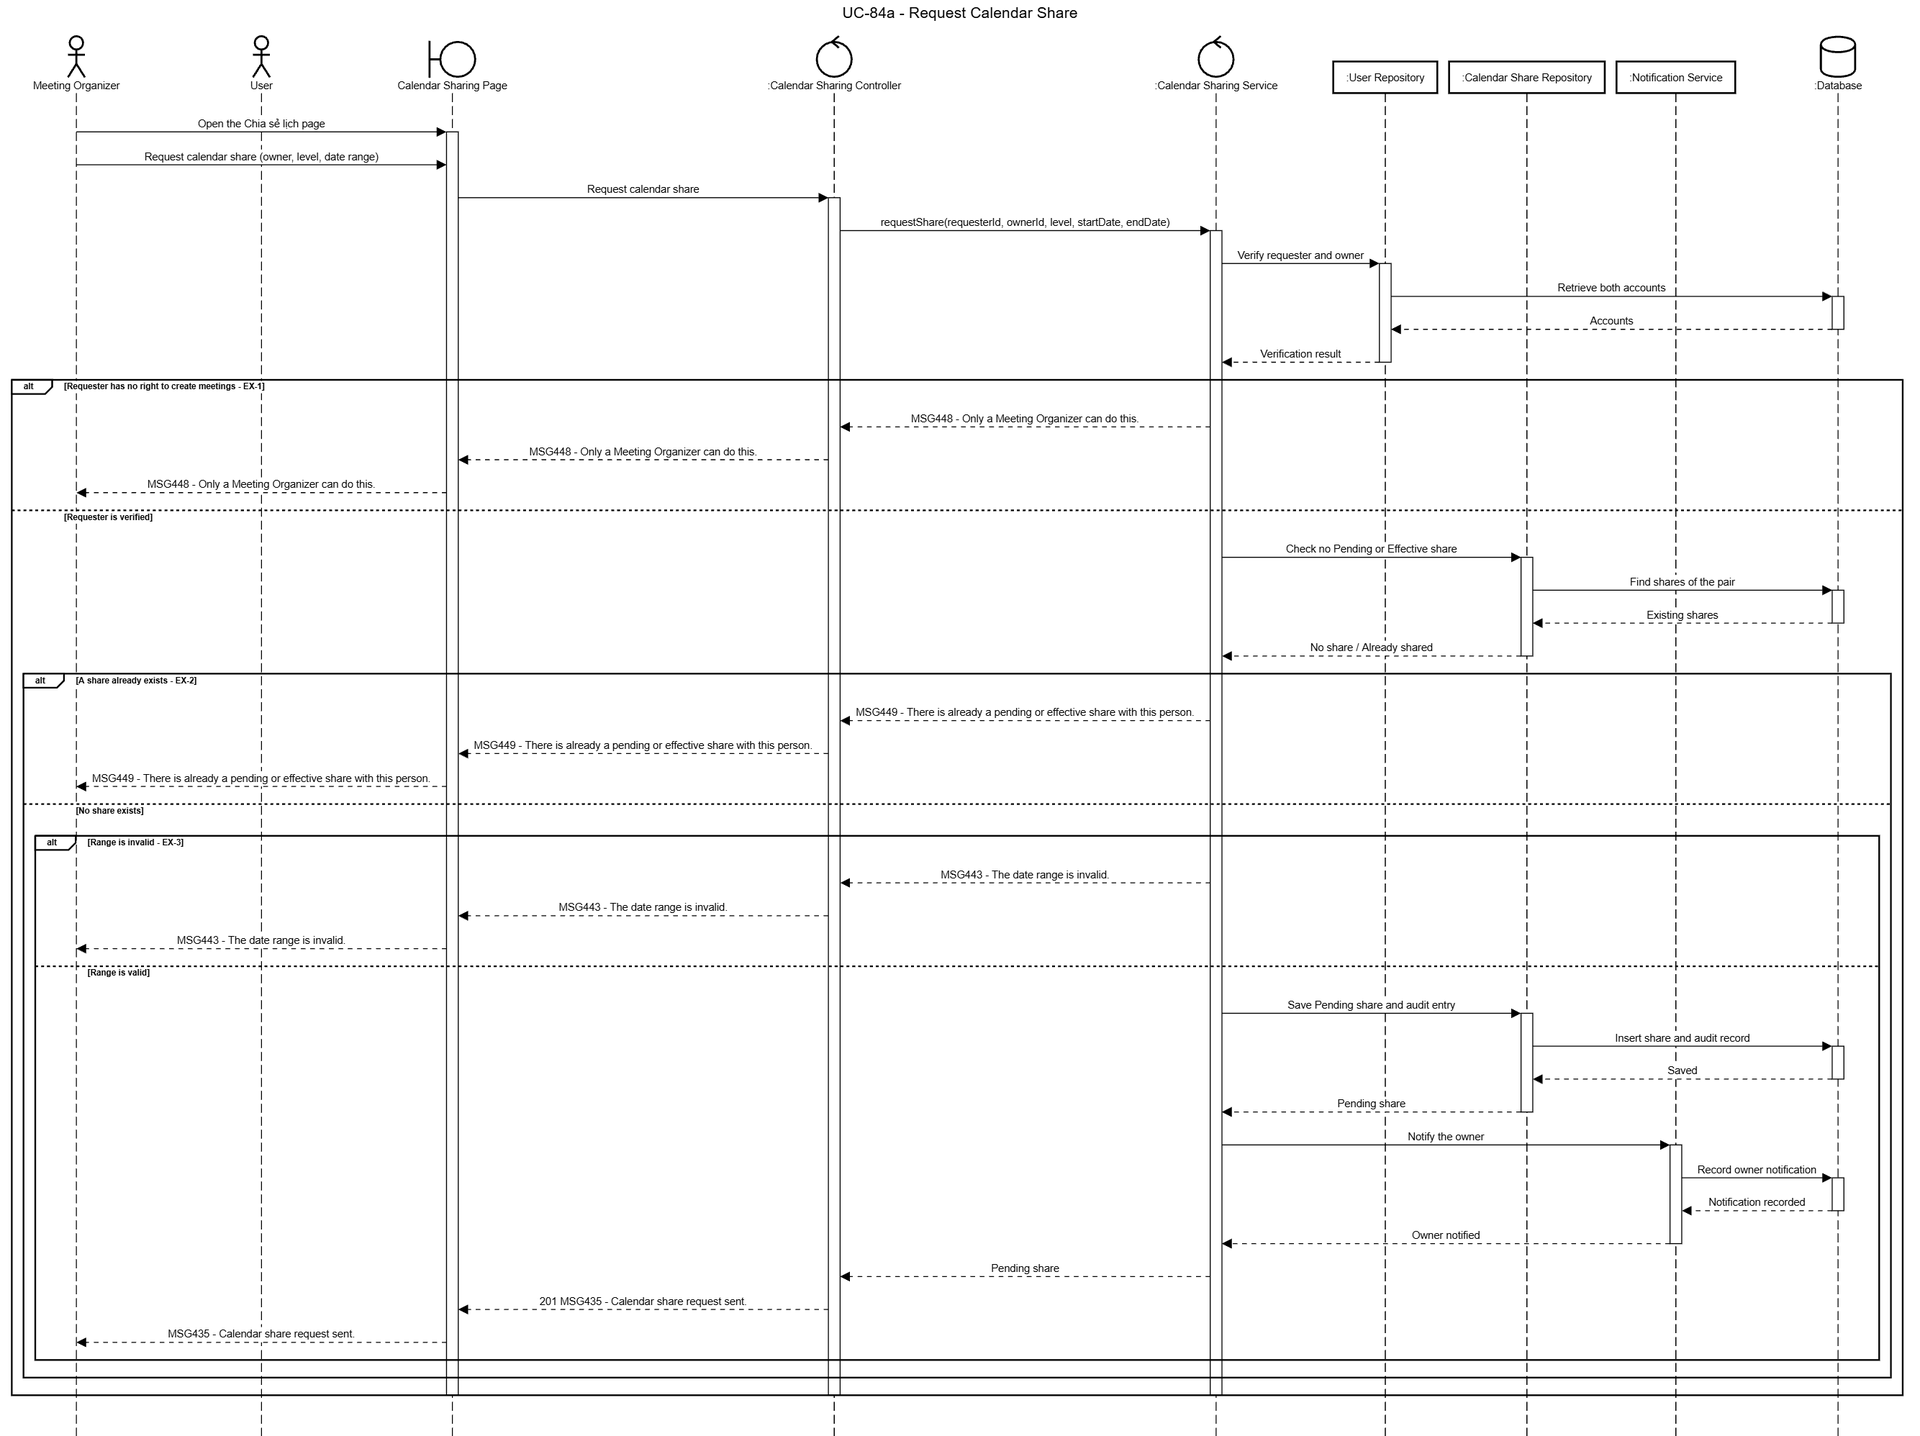 UC-84a - Request Calendar Share
Meeting Organizer
User
Calendar Sharing Page
:Calendar Sharing Controller
:Calendar Sharing Service
:User Repository
:Calendar Share Repository
:Notification Service
:Database
Open the Chia sẻ lịch page
Request calendar share (owner, level, date range)
Request calendar share
requestShare(requesterId, ownerId, level, startDate, endDate)
Verify requester and owner
Retrieve both accounts
Accounts
Verification result
alt
[Requester has no right to create meetings - EX-1]
MSG448 - Only a Meeting Organizer can do this.
MSG448 - Only a Meeting Organizer can do this.
MSG448 - Only a Meeting Organizer can do this.
[Requester is verified]
Check no Pending or Effective share
Find shares of the pair
Existing shares
No share / Already shared
alt
[A share already exists - EX-2]
MSG449 - There is already a pending or effective share with this person.
MSG449 - There is already a pending or effective share with this person.
MSG449 - There is already a pending or effective share with this person.
[No share exists]
alt
[Range is invalid - EX-3]
MSG443 - The date range is invalid.
MSG443 - The date range is invalid.
MSG443 - The date range is invalid.
[Range is valid]
Save Pending share and audit entry
Insert share and audit record
Saved
Pending share
Notify the owner
Record owner notification
Notification recorded
Owner notified
Pending share
201 MSG435 - Calendar share request sent.
MSG435 - Calendar share request sent.